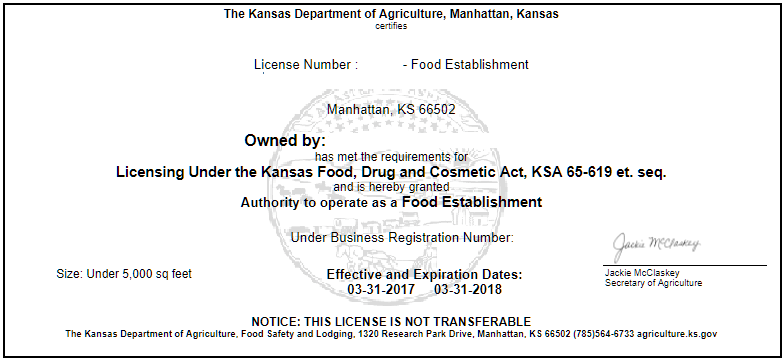 The Kansas Department of Agriculture, Manhattan, Kansas
certifies
License Number : - Food Establishment
Manhattan, KS 66502
Owned by:
has met the requirements for
Licensing Under the Kansas Food, Drug and Cosmetic Act, KSA 65-619 et. seq.
and is hereby granted
Authority to operate as a Food Establishment
Under Business Registration Number:
Jackie McClaskey
Size: Under 5,000 sq feet
Effective and Expiration Dates:
03-31-2017 03-31-2018
Jackie McClaskey
Secretary of Agriculture
NOTICE: THIS LICENSE IS NOT TRANSFERABLE
The Kansas Department of Agriculture, Food Safety and Lodging, 1320 Research Park Drive, Manhattan, KS 66502 (785)564-6733 agriculture.ks.gov